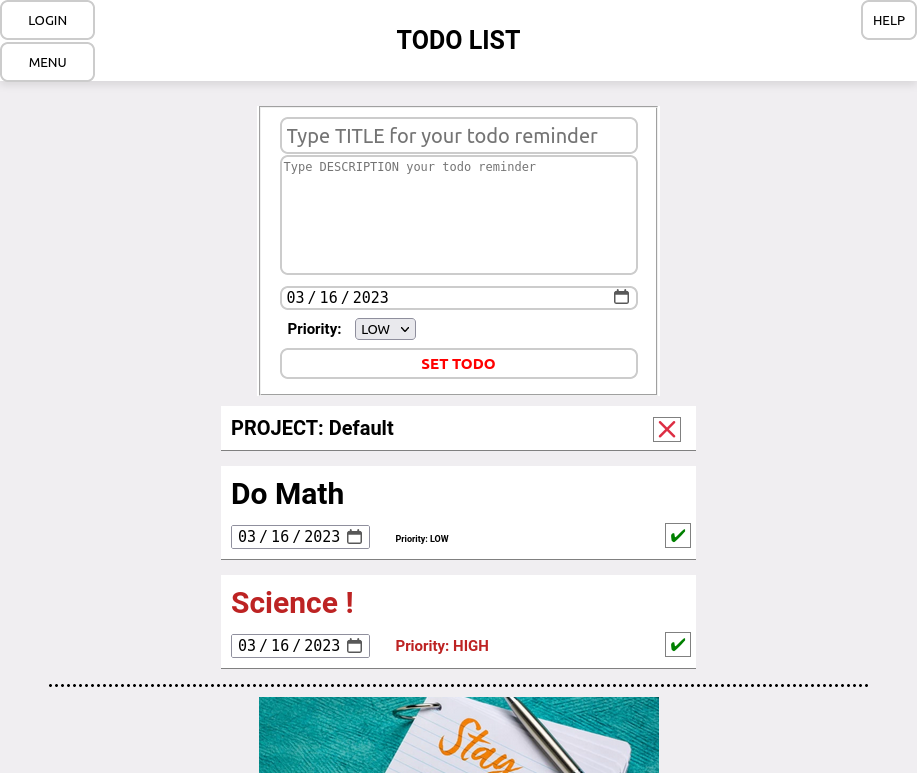 LOGIN
MENU
TODO LIST
HELP
Type TITLE for your todo reminder
Type DESCRIPTION your todo reminder
03/16/2023
Priority: LOW
SET TODO
PROJECT: Default
Do Math
03/16/2023 Priority: LOW
Science !
03/16/2023 Priority: HIGH
Stay